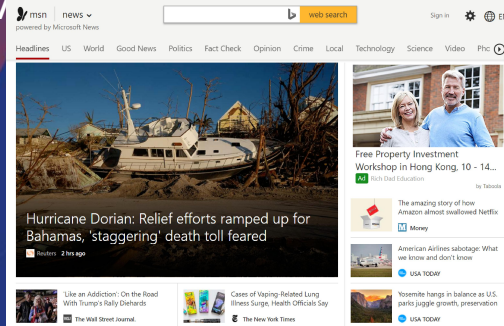 msn news
powered by Microsoft News
web search
Sign in
Headlines US World Good News Politics Fact Check Opinion Crime Local Technology Science Video
Hurricane Dorian: Relief efforts ramped up for
Bahamas, 'staggering' death toll feared
Reuters 2 hrs ago
Free Property Investment
Workshop in Hong Kong, 10 - 14...
Ad Rich Dad Education
by Taboola
The amazing story of how
Amazon almost swallowed Netflix
Money
American Airlines sabotage: What
we know and don't know
USA TODAY
'Like an Addiction': On the Road
With Trump's Rally Diehards
The Wall Street Journal.
Cases of Vaping-Related Lung
Illness Surge, Health Officials Say
The New York Times
Yosemite hangs in balance as U.S.
parks juggle growth, preservation
USA TODAY